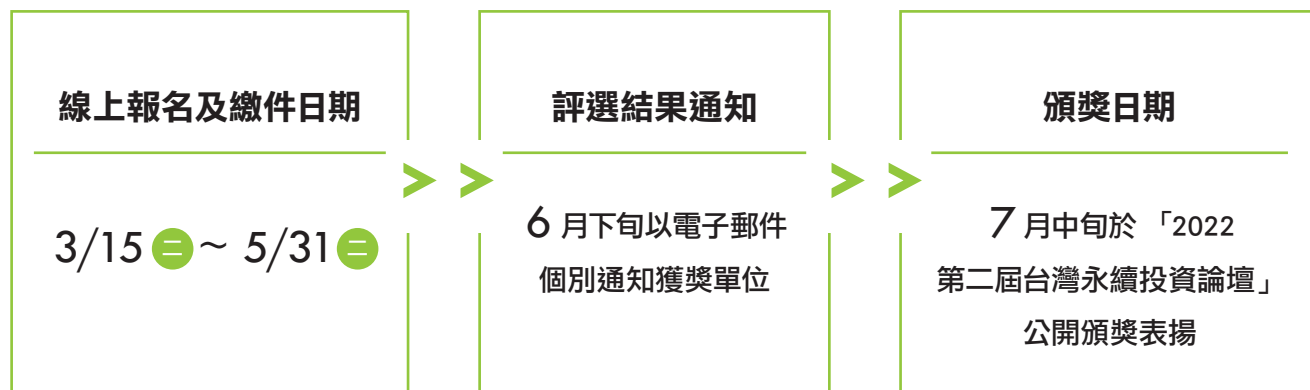 線上報名及繳件日期
3/15 二 ~ 5/31 二
評選結果通知
6 月下旬以電子郵件
個別通知獲獎單位
頒獎日期
7 月中旬於 「2022
第二屆台灣永續投資論壇」
公開頒獎表揚